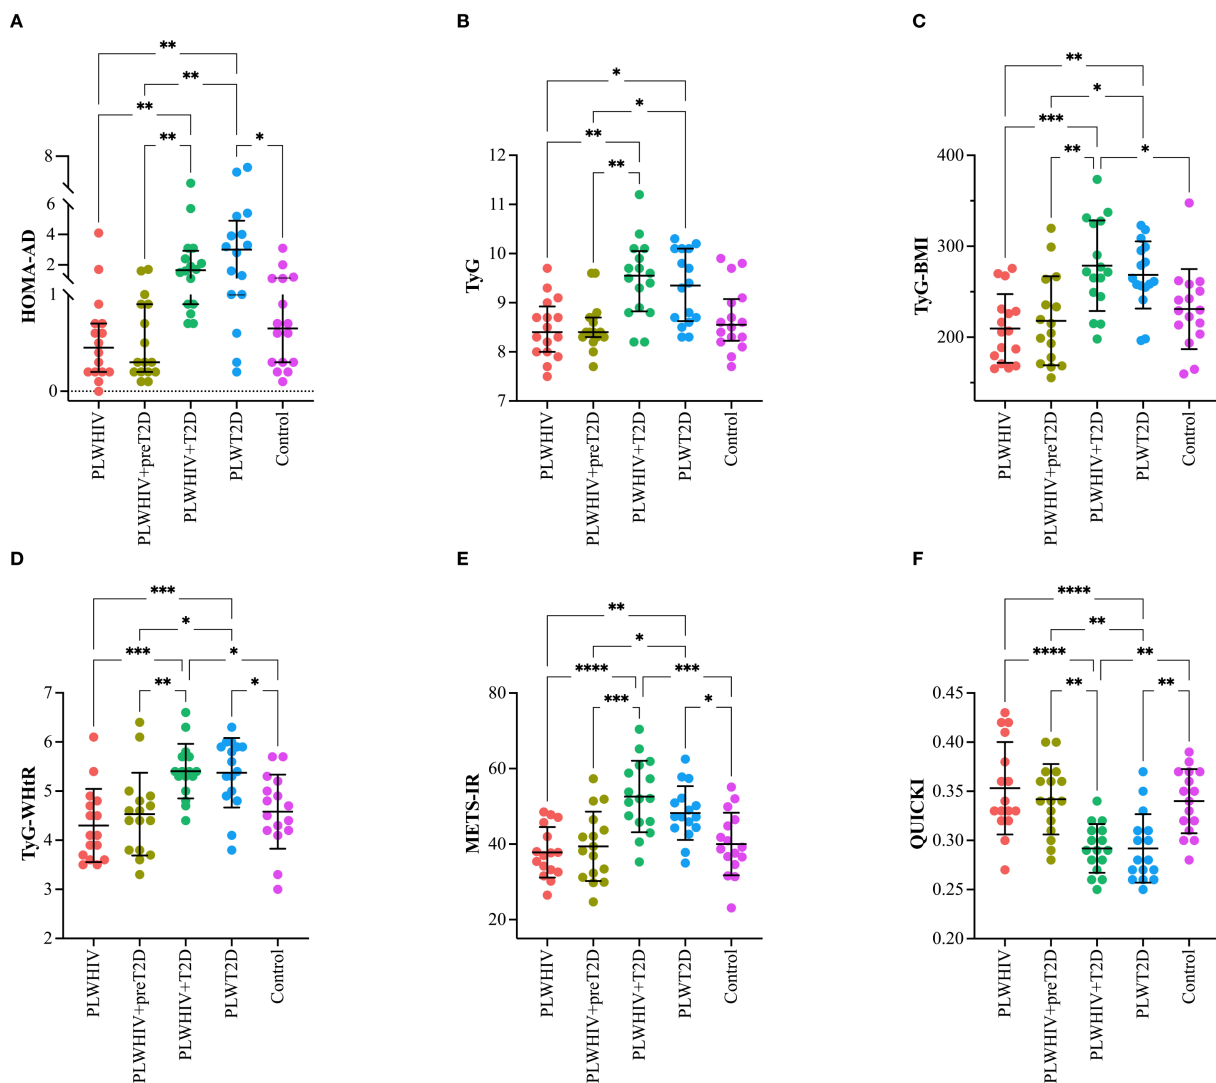 A
**
**
**
**
*
HOMA-AD
8
6
4
2
1
0
PLWHIV
PLWHIV+preT2D
PLWHIV+T2D
PLWT2D
Control
B
*
*
**
**
TyG
12
11
10
9
8
7
PLWHIV
PLWHIV+preT2D
PLWHIV+T2D
PLWT2D
Control
C
**
*
***
**
*
TyG-BMI
400
300
200
PLWHIV
PLWHIV+preT2D
PLWHIV+T2D
PLWT2D
Control
D
***
*
***
*
**
*
TyG-WHtR
7
6
5
4
3
2
PLWHIV
PLWHIV+preT2D
PLWHIV+T2D
PLWT2D
Control
E
**
*
****
***
***
*
METS-IR
80
60
40
20
PLWHIV
PLWHIV+preT2D
PLWHIV+T2D
PLWT2D
Control
F
****
**
****
**
**
**
QUICKI
0.45
0.40
0.35
0.30
0.25
0.20
PLWHIV
PLWHIV+preT2D
PLWHIV+T2D
PLWT2D
Control